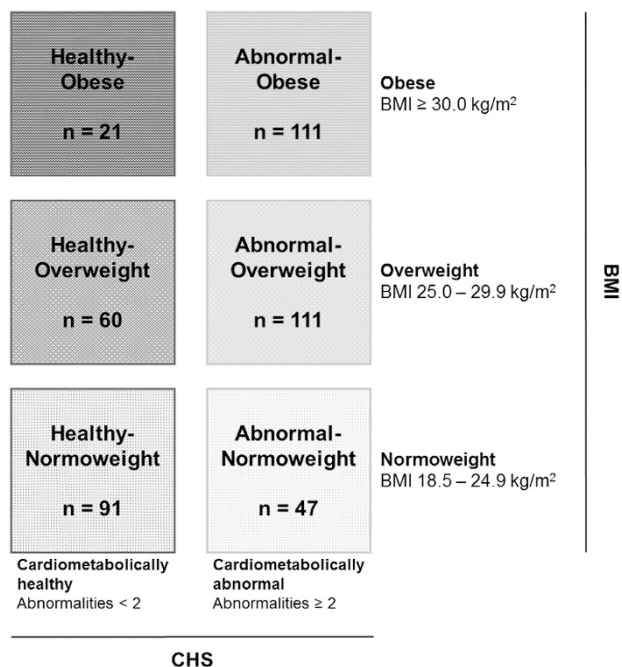 Healthy-
Obese
n = 21
Abnormal-
Obese
n = 111
Obese
BMI ≥ 30.0 kg/m²
Healthy-
Overweight
n = 60
Abnormal-
Overweight
n = 111
Overweight
BMI 25.0 – 29.9 kg/m²
BMI
Healthy-
Normoweight
n = 91
Abnormal-
Normoweight
n = 47
Normoweight
BMI 18.5 – 24.9 kg/m²
Cardiometabolically
healthy
Abnormalities < 2
Cardiometabolically
abnormal
Abnormalities ≥ 2
CHS